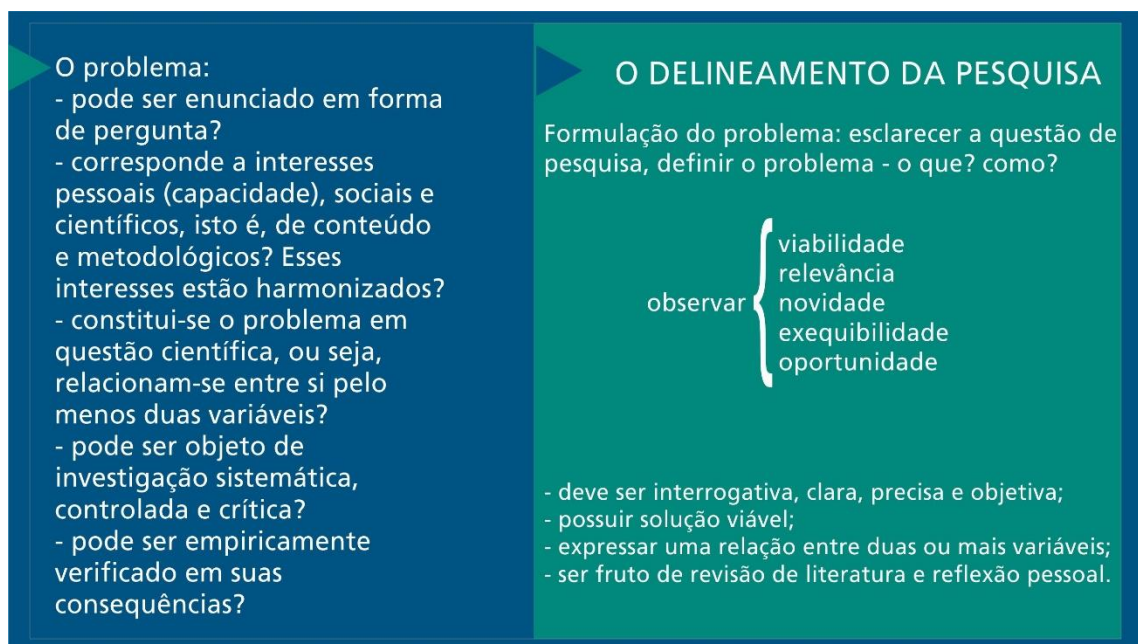 O problema:
- pode ser enunciado em forma
de pergunta?
- corresponde a interesses
pessoais (capacidade), sociais e
científicos, isto é, de conteúdo
e metodológicos? Esses
interesses estão harmonizados?
- constitui-se o problema em
questão científica, ou seja,
relacionam-se entre si pelo
menos duas variáveis?
- pode ser objeto de
investigação sistemática,
controlada e crítica?
- pode ser empiricamente
verificado em suas
consequências?
O DELINEAMENTO DA PESQUISA
Formulação do problema: esclarecer a questão de
pesquisa, definir o problema - o que? como?
observar
viabilidade
relevância
novidade
exequibilidade
oportunidade
- deve ser interrogativa, clara, precisa e objetiva;
- possuir solução viável;
- expressar uma relação entre duas ou mais variáveis;
- ser fruto de revisão de literatura e reflexão pessoal.